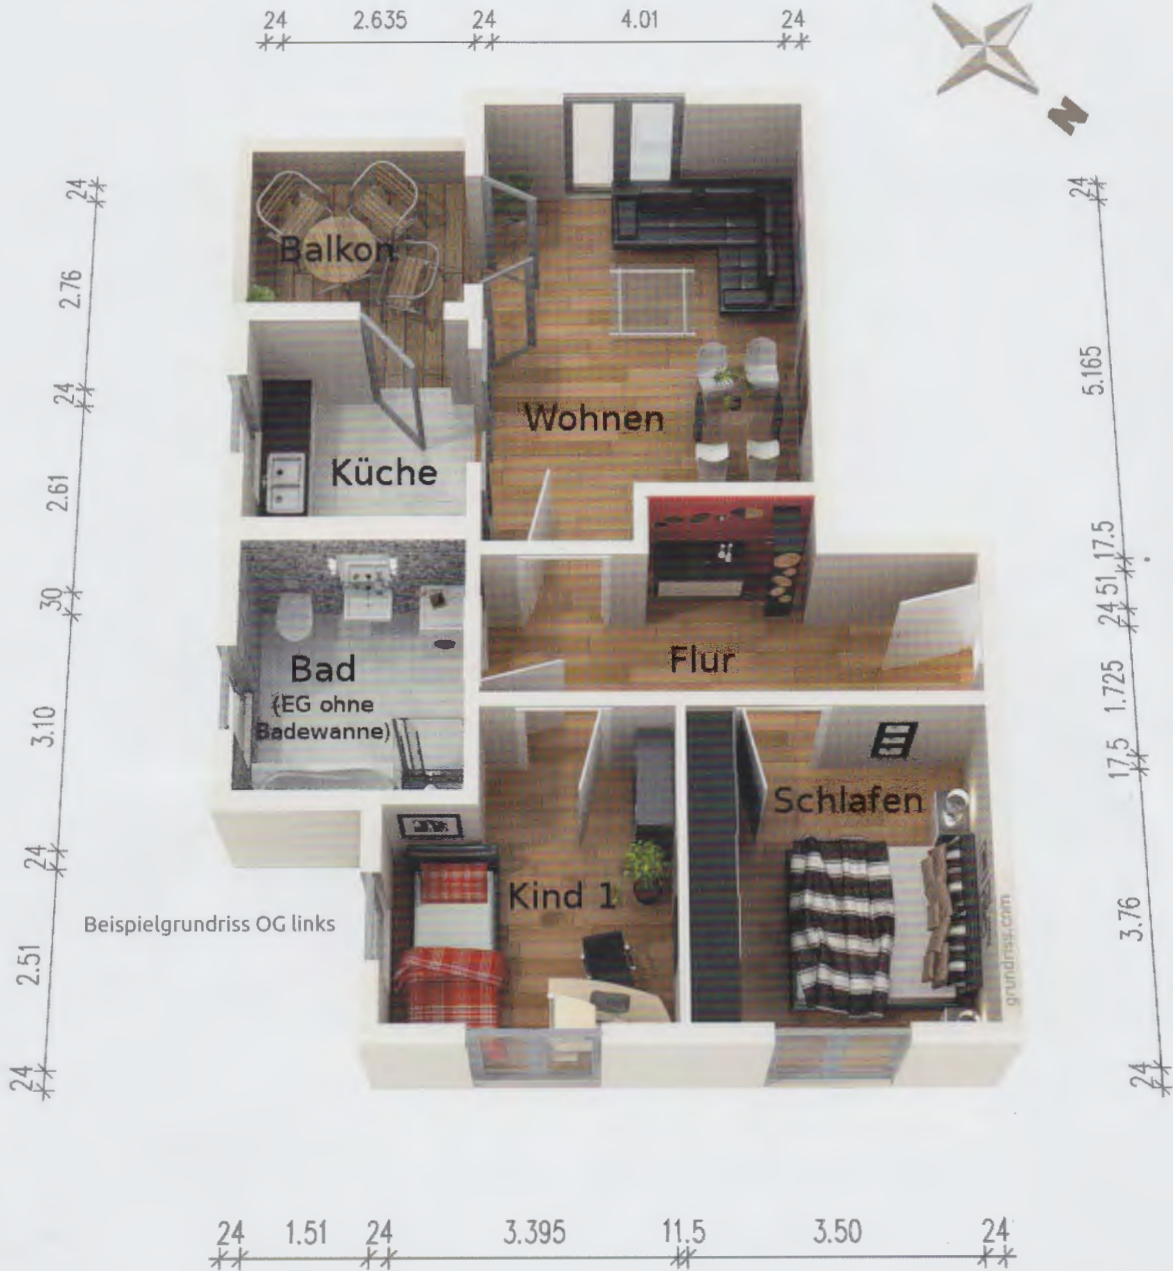 24 2.635 24 4.01 24
N
24
2.76
24
2.61
30
3.10
24
2.51
24
24
5.165
17.5
51
24
1.725
17.5
3.76
24
Balkon
Wohnen
Küche
Bad
(EG ohne
Badewanne)
Flur
Schlafen
Kind 1
Beispielgrundriss OG links
grundriss.com
24 1.51 24 3.395 11.5 3.50 24